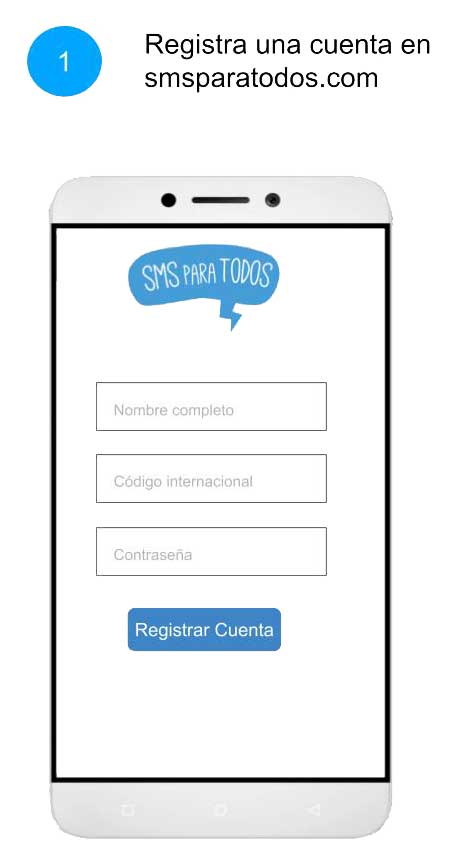 1
Registra una cuenta en
smsparatodos.com
SMS PARA TODOS
Nombre completo
Código internacional
Contraseña
Registrar Cuenta